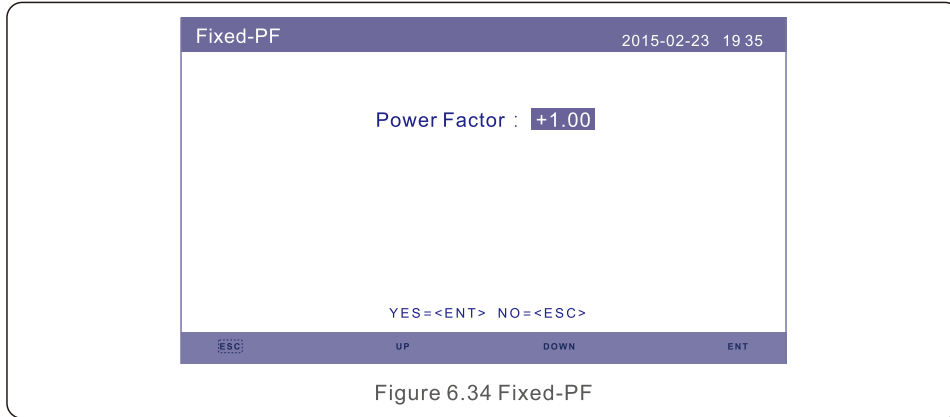 Fixed-PF 2015-02-23 19 35
Power Factor : +1.00
YES=<ENT> NO=<ESC>
ESC UP DOWN ENT
Figure 6.34 Fixed-PF